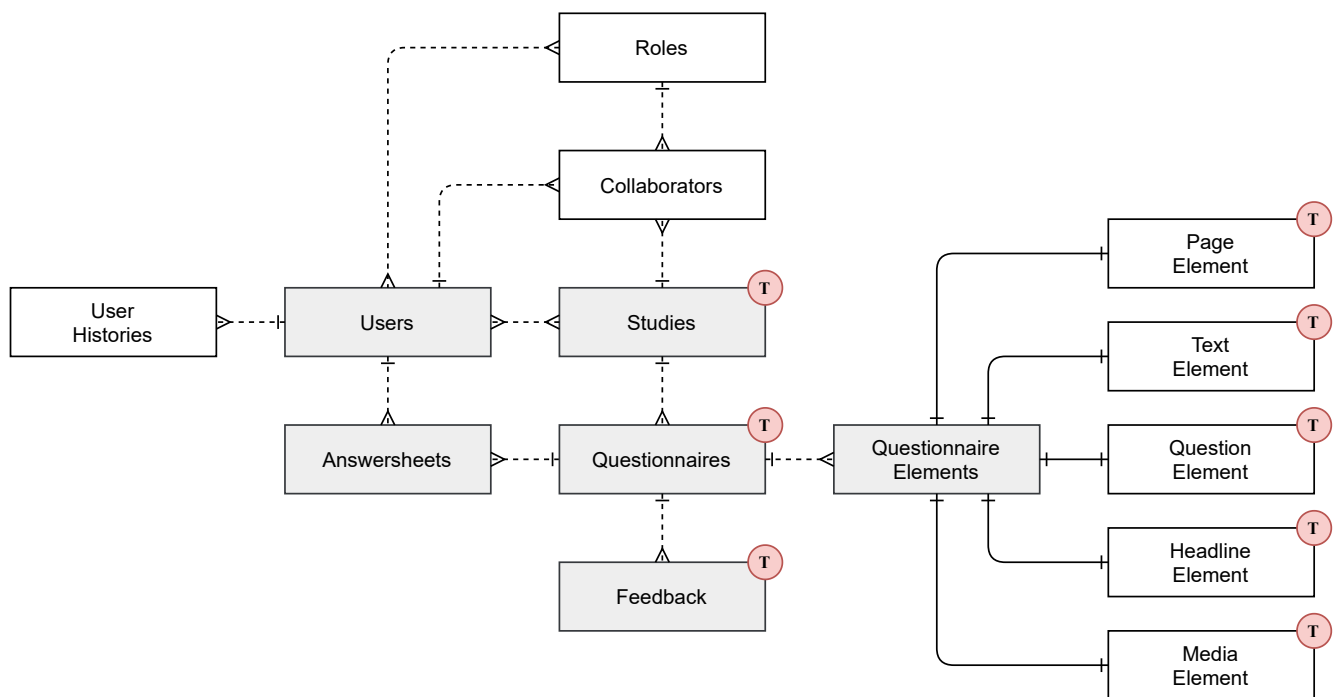 Roles
Collaborators
T
Page
Element
T
User
Histories
Users
Studies
T
Text
Element
T
Answersheets
Questionnaires
T
Questionnaire
Elements
Question
Element
T
Feedback
T
Headline
Element
T
Media
Element
T